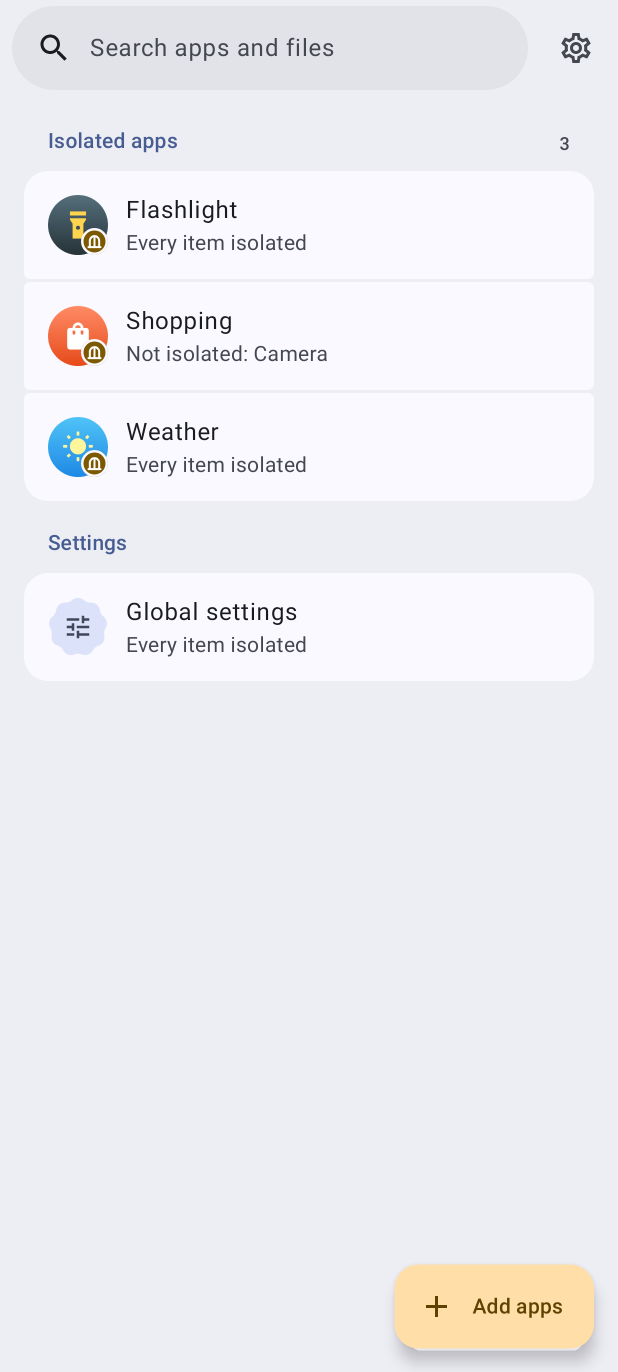 Search apps and files
Isolated apps
3
Flashlight
Every item isolated
Shopping
Not isolated: Camera
Weather
Every item isolated
Settings
Global settings
Every item isolated
Add apps